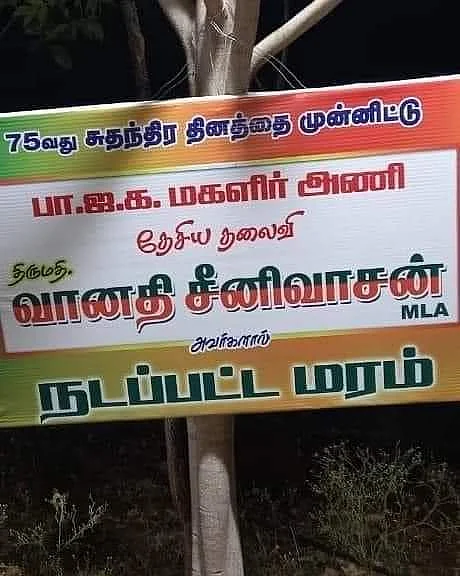 75வது சுதந்திர தினத்தை முன்னிட்டு
பா.ஜ.க. மகளிர் அணி
தேசிய தலைவி
திருமதி.
வானதி சீனிவாசன்
MLA
அவர்களால்
நடப்பட்ட மரம்